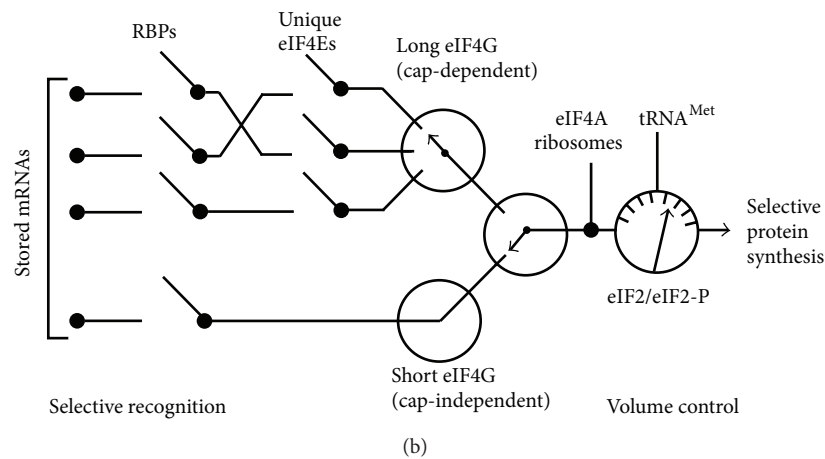 RBPs
Unique
eIF4Es
Long eIF4G
(cap-dependent)
eIF4A
ribosomes
tRNA^Met
Stored mRNAs
Selective
protein
synthesis
eIF2/eIF2-P
Short eIF4G
(cap-independent)
Selective recognition
Volume control
(b)